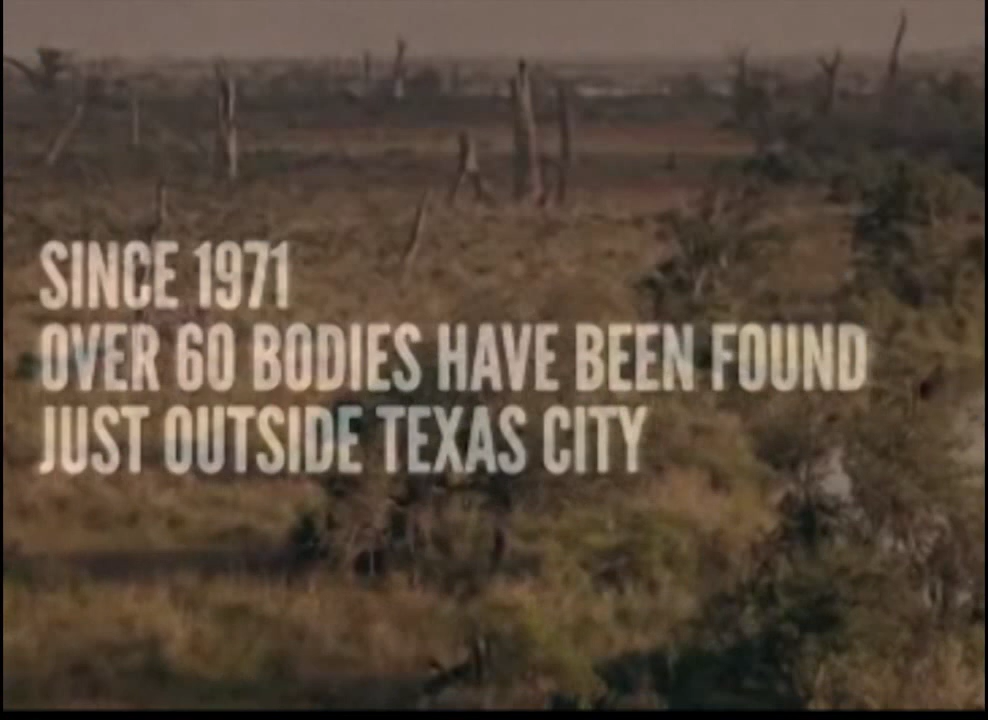 SINCE 1971
OVER 60 BODIES HAVE BEEN FOUND
JUST OUTSIDE TEXAS CITY